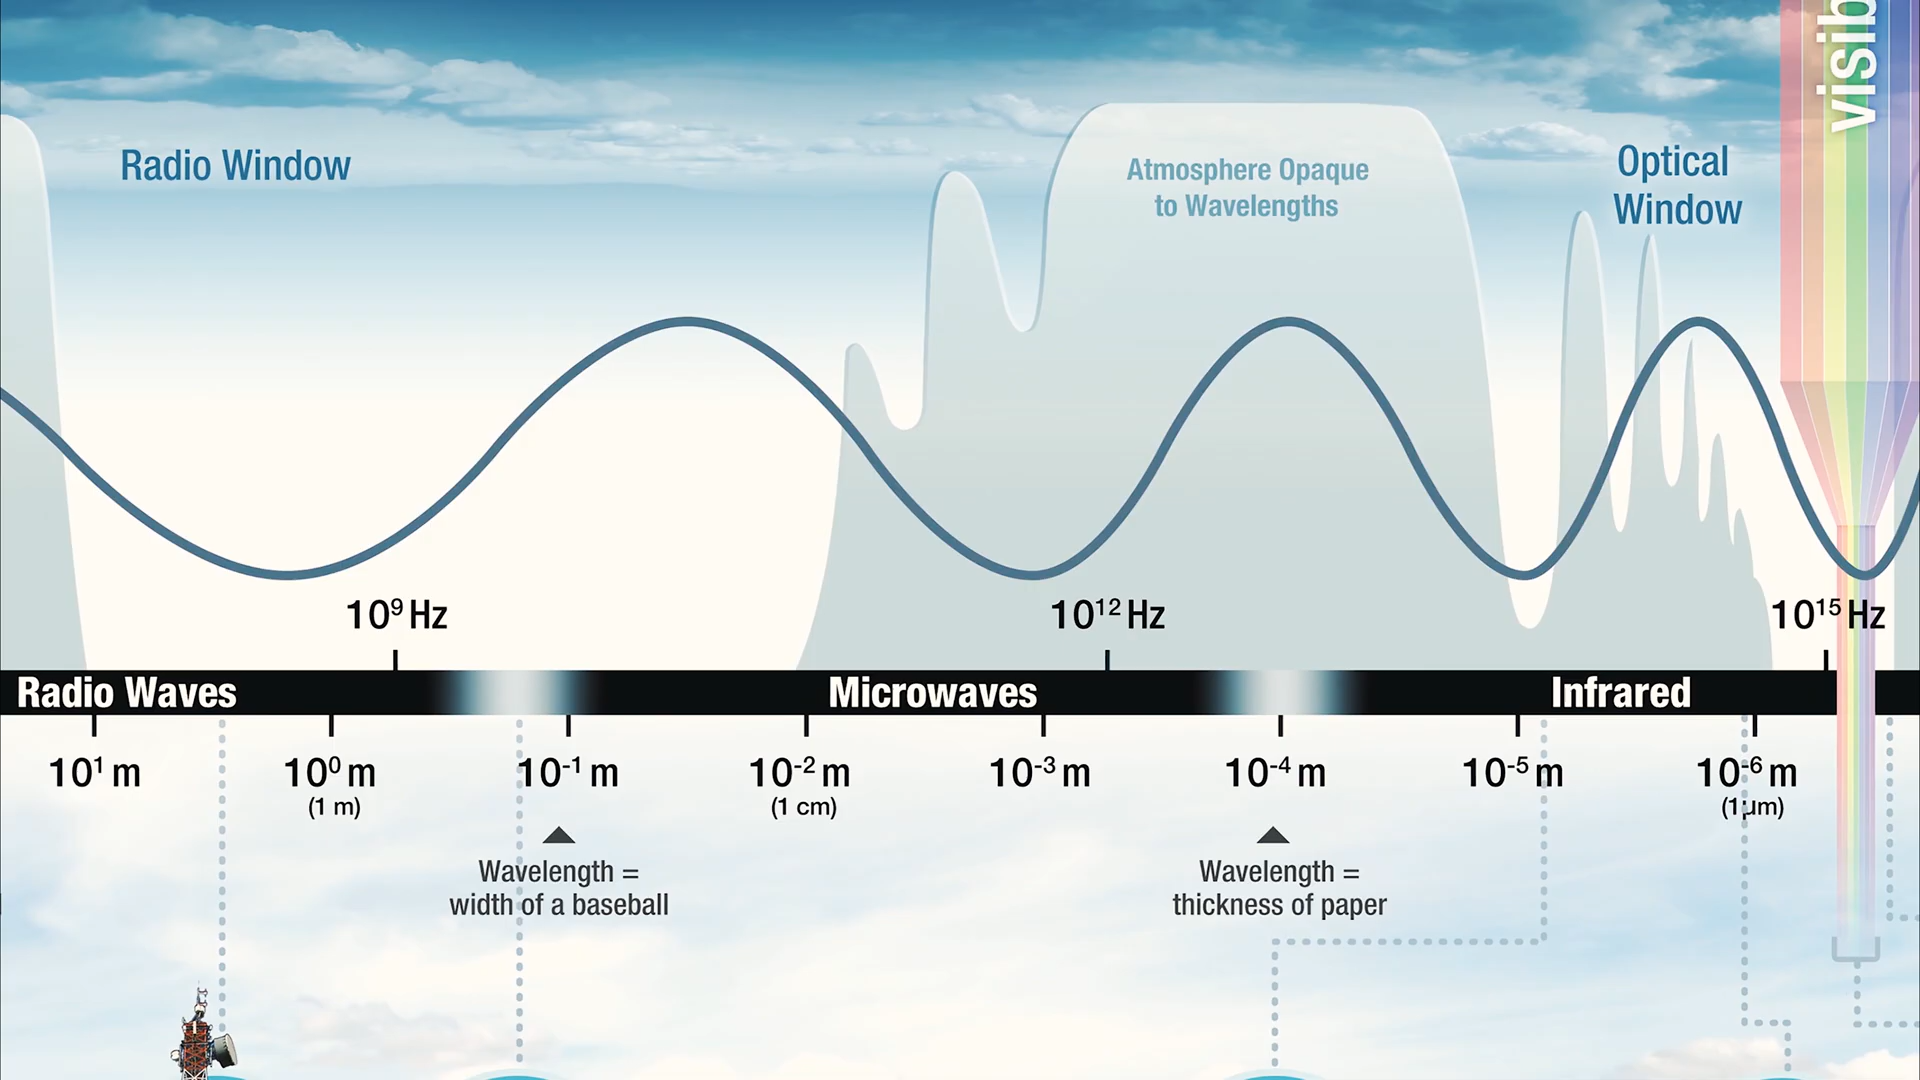 visib
Radio Window
Atmosphere Opaque
to Wavelengths
Optical
Window
10⁹ Hz
10¹² Hz
10¹⁵ Hz
Radio Waves
Microwaves
Infrared
10¹ m
10⁰ m
(1 m)
10⁻¹ m
10⁻² m
(1 cm)
10⁻³ m
10⁻⁴ m
10⁻⁵ m
10⁻⁶ m
(1 µm)
Wavelength =
width of a baseball
Wavelength =
thickness of paper